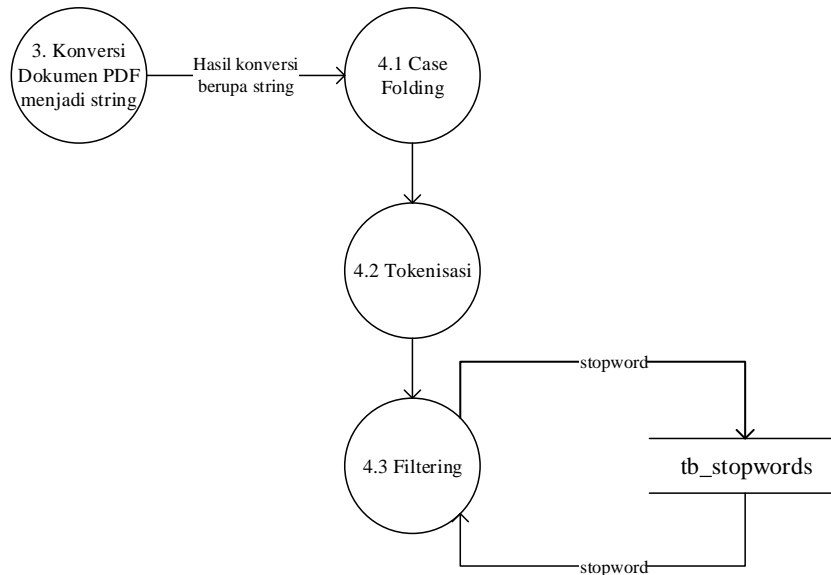 3. Konversi
Dokumen PDF
menjadi string
Hasil konversi
berupa string
4.1 Case
Folding
4.2 Tokenisasi
stopword
4.3 Filtering
tb_stopwords
stopword